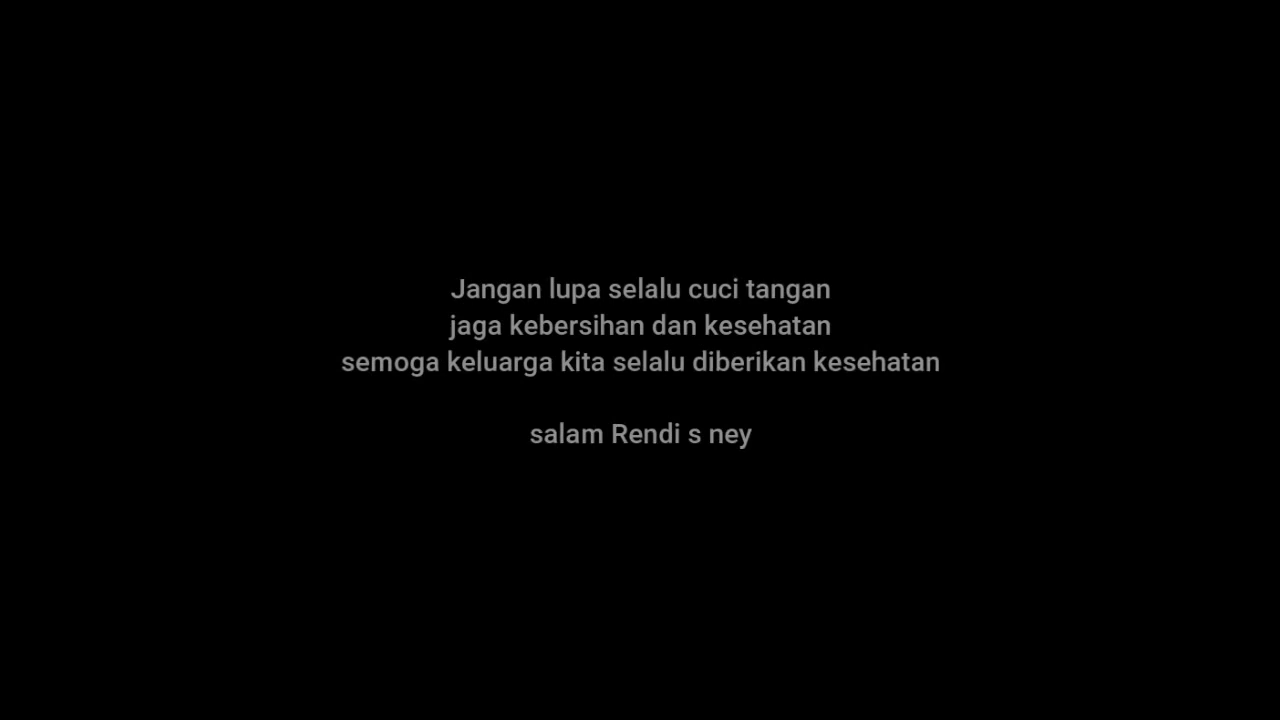 Jangan lupa selalu cuci tangan
jaga kebersihan dan kesehatan
semoga keluarga kita selalu diberikan kesehatan
salam Rendi s ney